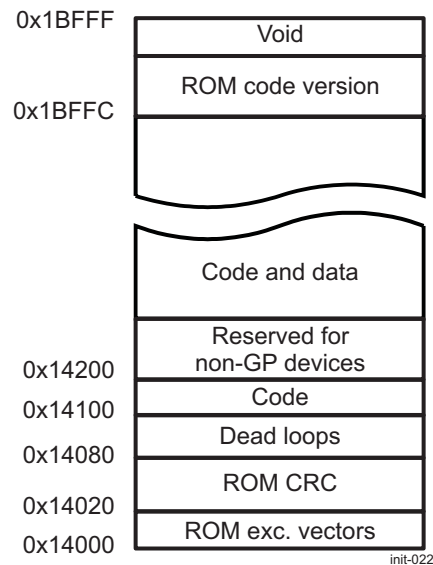 0x1BFFF
Void
ROM code version
0x1BFFC
Code and data
Reserved for
non-GP devices
0x14200
Code
0x14100
Dead loops
0x14080
ROM CRC
0x14020
ROM exc. vectors
0x14000
init-022